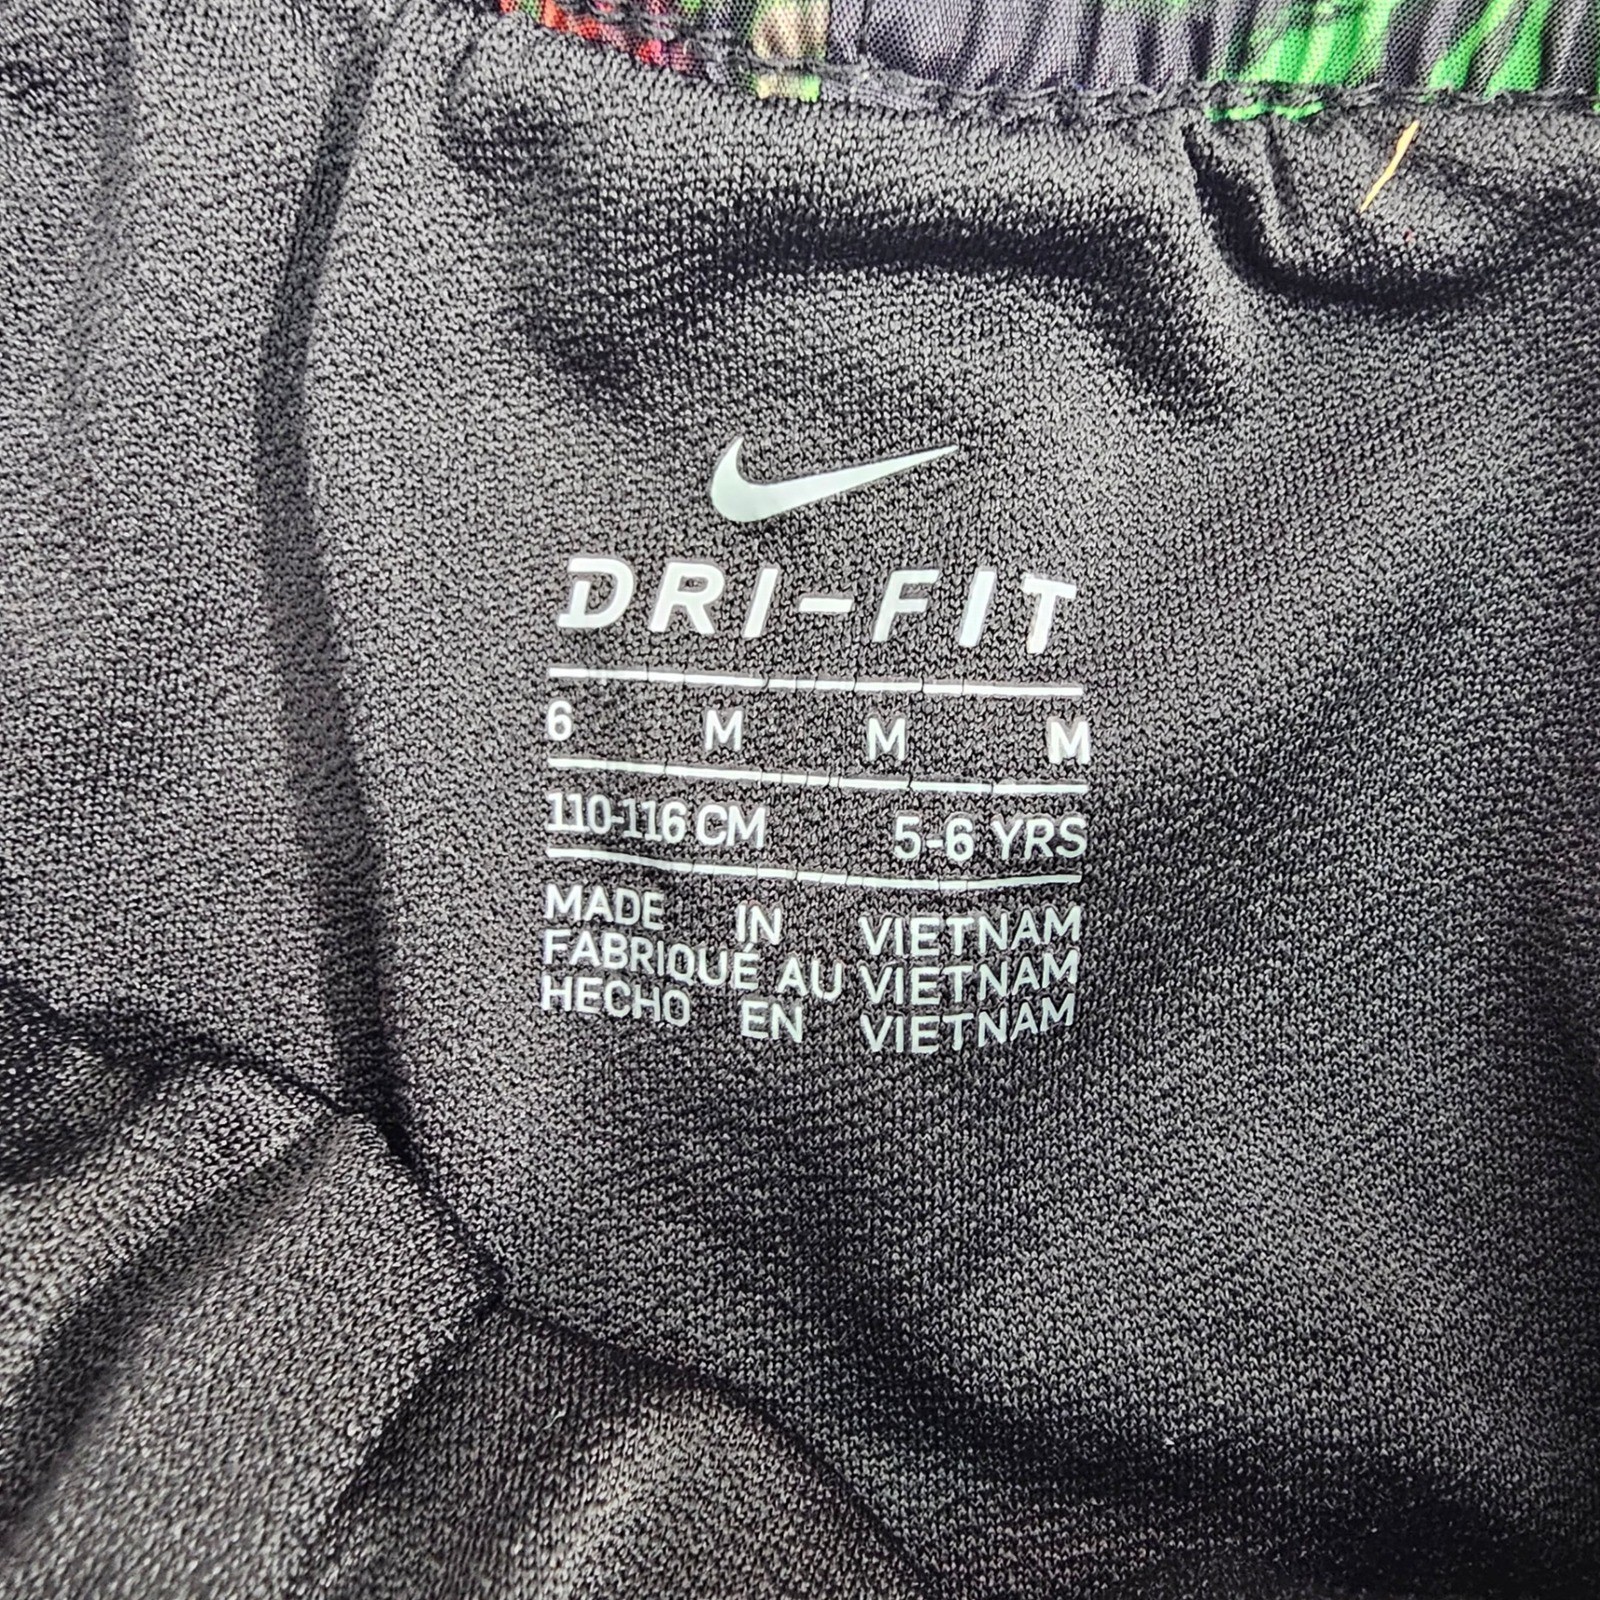 DRI-FIT
6 M M M
110-116 CM 5-6 YRS
MADE IN VIETNAM
FABRIQUÉ AU VIETNAM
HECHO EN VIETNAM